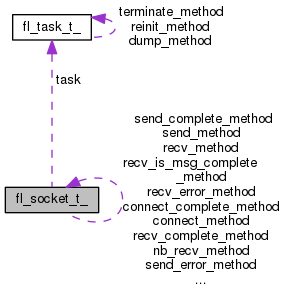 terminate_method
fl_task_t_
reinit_method
dump_method
task
send_complete_method
send_method
recv_method
recv_is_msg_complete
_method
recv_error_method
fl_socket_t_
connect_complete_method
connect_method
recv_complete_method
nb_recv_method
send_error_method
...